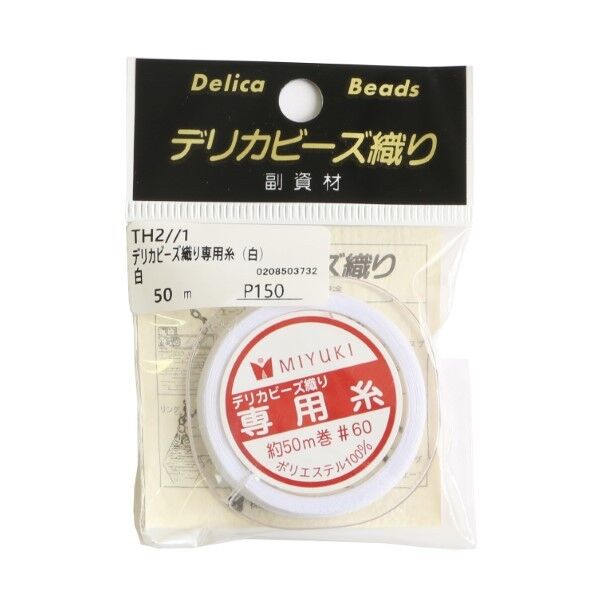 Delica Beads
デリカビーズ織り
副資材
TH2//1
デリカビーズ織り専用糸(白)
白 0208503732
50 m P150
ズ織り
MIYUKI
デリカビーズ織り
専用糸
約50m巻 #60
ポリエステル100%